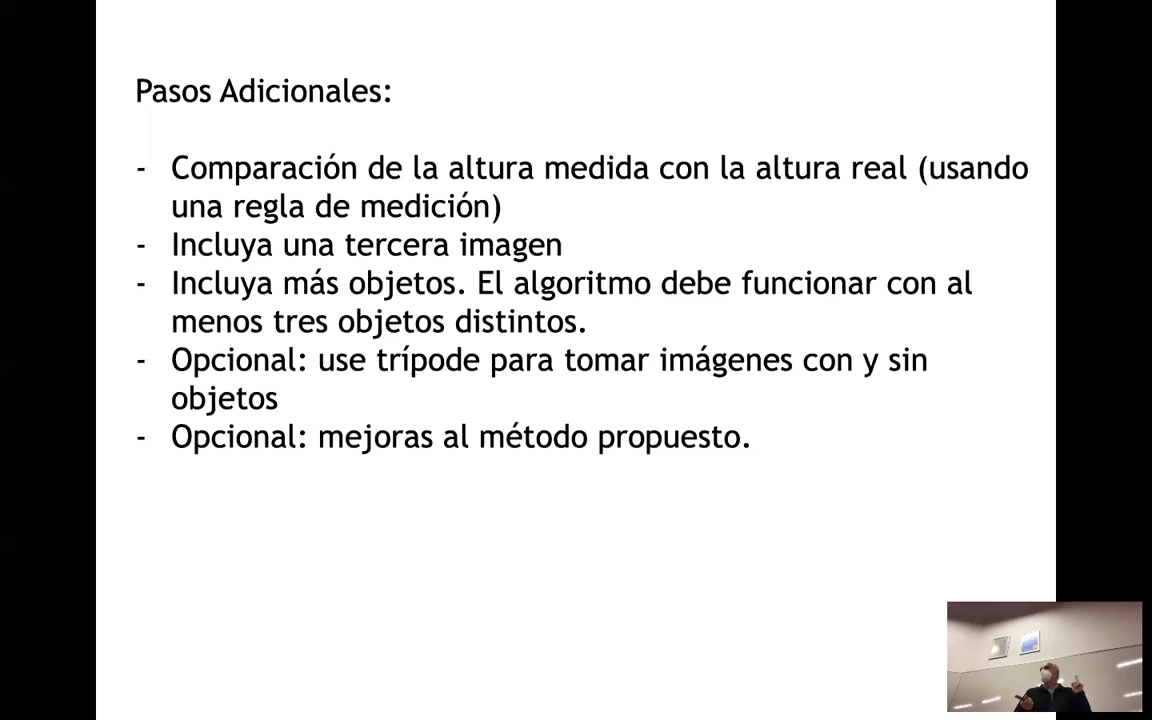 Pasos Adicionales:
- Comparación de la altura medida con la altura real (usando
una regla de medición)
- Incluya una tercera imagen
- Incluya más objetos. El algoritmo debe funcionar con al
menos tres objetos distintos.
- Opcional: use trípode para tomar imágenes con y sin
objetos
- Opcional: mejoras al método propuesto.